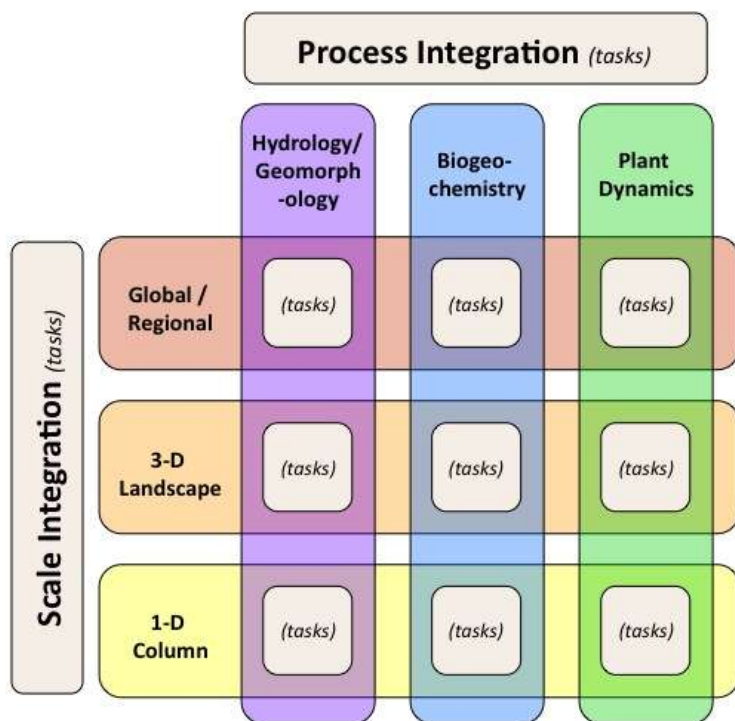 Process Integration (tasks)
Hydrology/
Geomorph
-ology
Biogeo-
chemistry
Plant
Dynamics
Scale Integration (tasks)
Global /
Regional
(tasks)
(tasks)
(tasks)
3-D
Landscape
(tasks)
(tasks)
(tasks)
1-D
Column
(tasks)
(tasks)
(tasks)